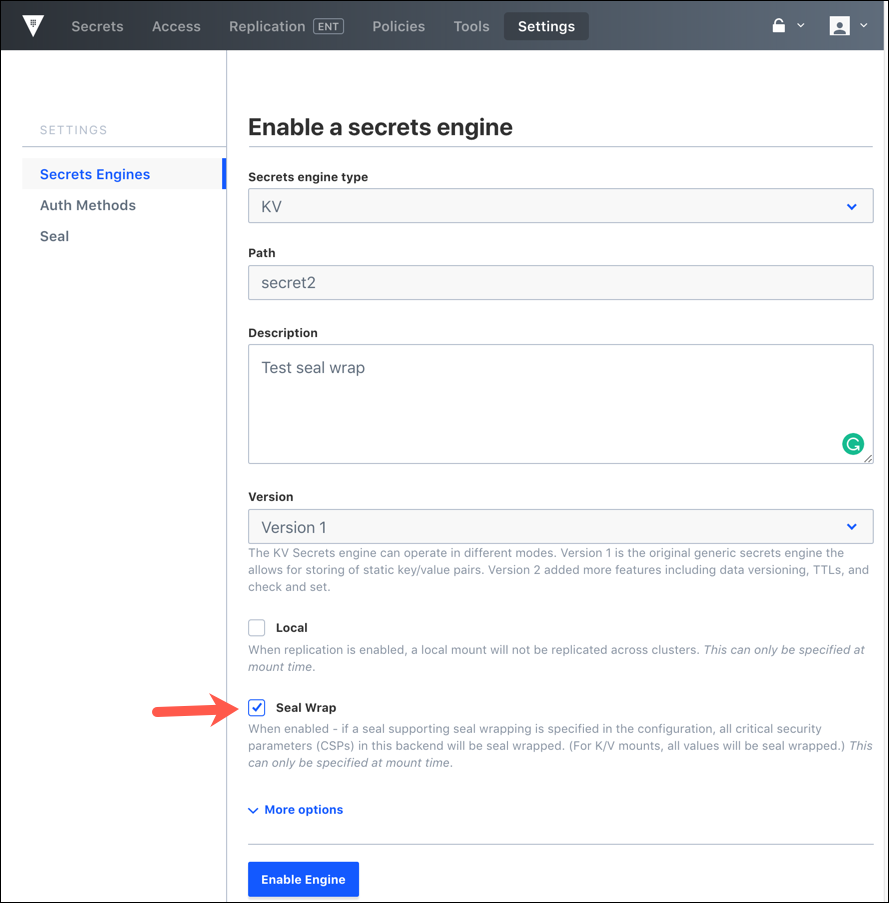 Secrets Access Replication ENT Policies Tools Settings
SETTINGS
Secrets Engines
Auth Methods
Seal
Enable a secrets engine
Secrets engine type
KV
Path
secret2
Description
Test seal wrap
Version
Version 1
The KV Secrets engine can operate in different modes. Version 1 is the original generic secrets engine the
allows for storing of static key/value pairs. Version 2 added more features including data versioning, TTLs, and
check and set.
Local
When replication is enabled, a local mount will not be replicated across clusters. This can only be specified at
mount time.
Seal Wrap
When enabled - if a seal supporting seal wrapping is specified in the configuration, all critical security
parameters (CSPs) in this backend will be seal wrapped. (For K/V mounts, all values will be seal wrapped.) This
can only be specified at mount time.
More options
Enable Engine